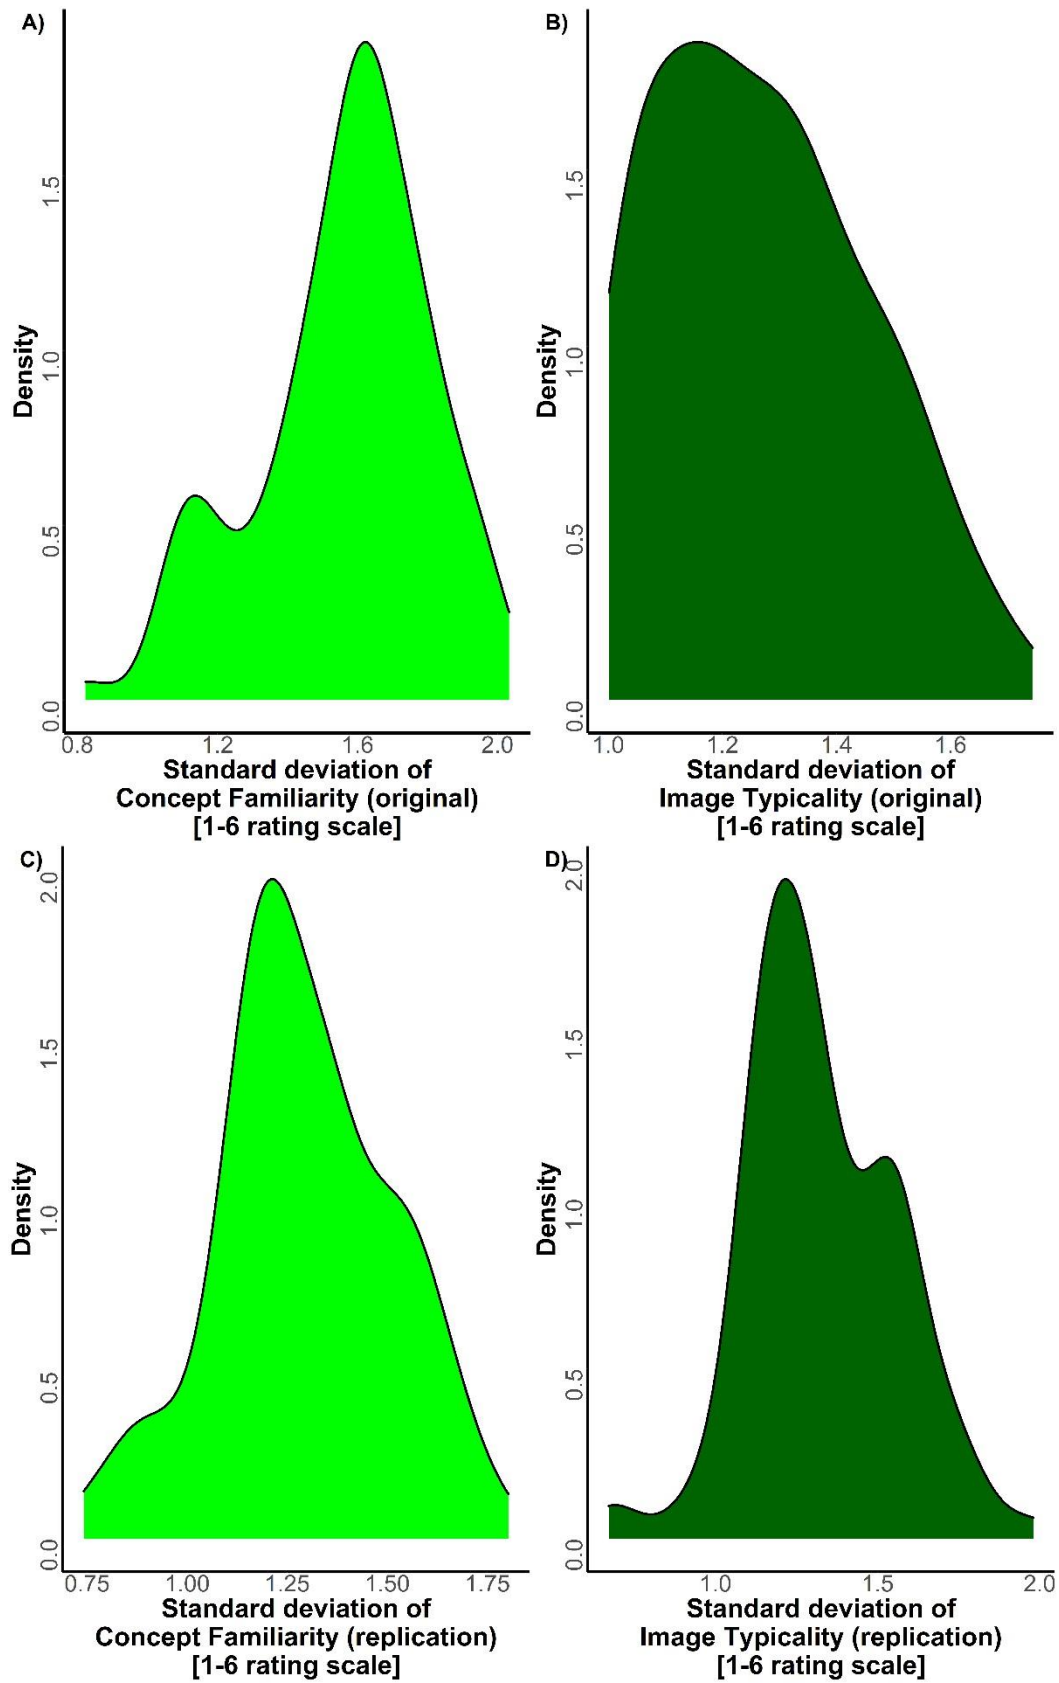 A)
Density
0.0
0.5
1.0
1.5
0.8 1.2 1.6 2.0
Standard deviation of
Concept Familiarity (original)
[1-6 rating scale]
B)
Density
0.0
0.5
1.0
1.5
1.0 1.2 1.4 1.6
Standard deviation of
Image Typicality (original)
[1-6 rating scale]
C)
Density
0.0
0.5
1.0
1.5
2.0
0.75 1.00 1.25 1.50 1.75
Standard deviation of
Concept Familiarity (replication)
[1-6 rating scale]
D)
Density
0.0
0.5
1.0
1.5
2.0
1.0 1.5 2.0
Standard deviation of
Image Typicality (replication)
[1-6 rating scale]